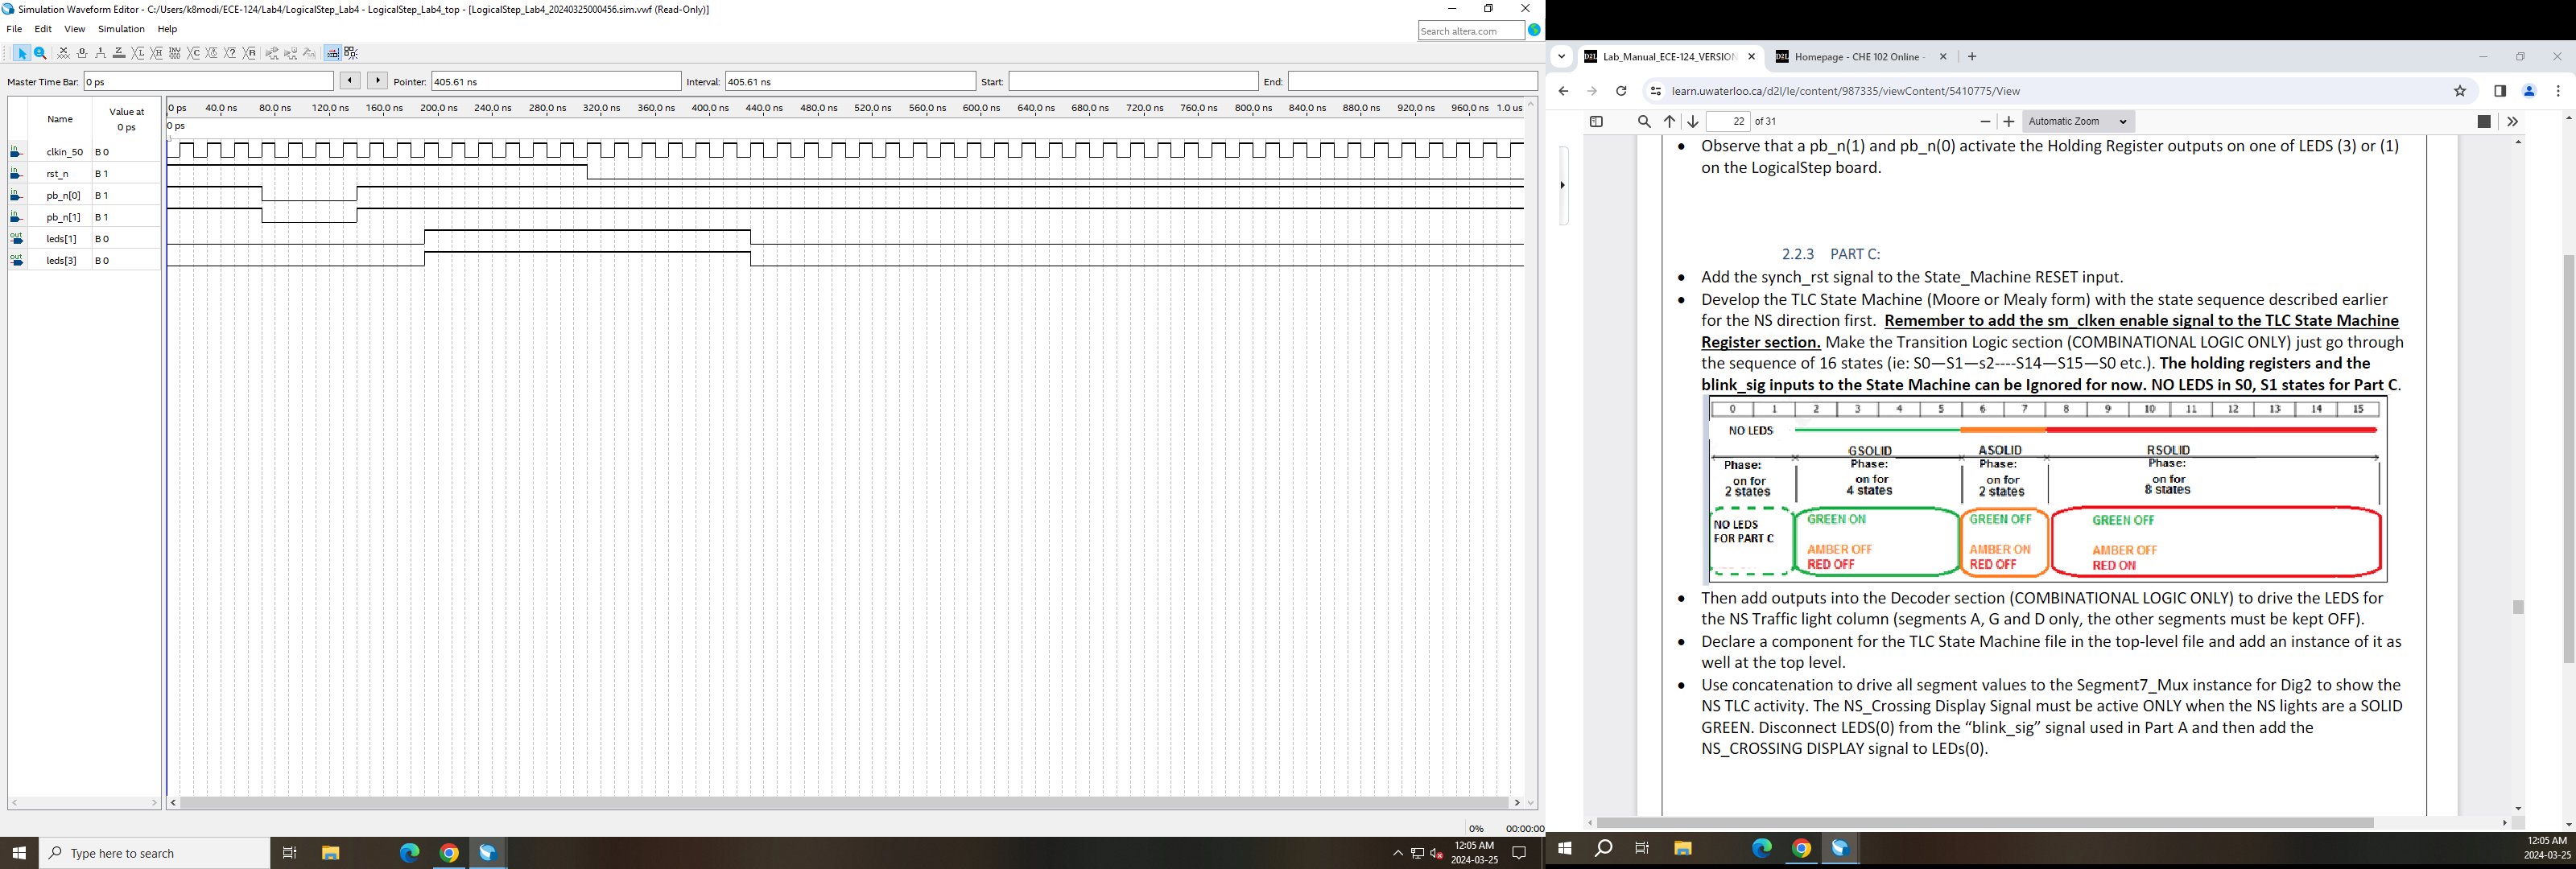 Simulation Waveform Editor - C:/Users/k8modi/ECE-124/Lab4/LogicalStep_Lab4 - LogicalStep_Lab4_top - [LogicalStep_Lab4_20240325000456.sim.vwf (Read-Only)]
File Edit View Simulation Help
Search altera.com
Master Time Bar: 0 ps Pointer: 405.61 ns Interval: 405.61 ns Start: End:
Name Value at 0 ps
0 ps 40.0 ns 80.0 ns 120.0 ns 160.0 ns 200.0 ns 240.0 ns 280.0 ns 320.0 ns 360.0 ns 400.0 ns 440.0 ns 480.0 ns 520.0 ns 560.0 ns 600.0 ns 640.0 ns 680.0 ns 720.0 ns 760.0 ns 800.0 ns 840.0 ns 880.0 ns 920.0 ns 960.0 ns 1.0 us
0 ps
in clkin_50 B 0
in rst_n B 1
in pb_n[0] B 1
in pb_n[1] B 1
out leds[1] B 0
out leds[3] B 0
0% 00:00:00
Type here to search
12:05 AM
2024-03-25
Lab_Manual_ECE-124_VERSION
Homepage - CHE 102 Online -
learn.uwaterloo.ca/d2l/le/content/987335/viewContent/5410775/View
22 of 31 Automatic Zoom
• Observe that a pb_n(1) and pb_n(0) activate the Holding Register outputs on one of LEDS (3) or (1)
on the LogicalStep board.
2.2.3 PART C:
• Add the synch_rst signal to the State_Machine RESET input.
• Develop the TLC State Machine (Moore or Mealy form) with the state sequence described earlier
for the NS direction first. Remember to add the sm_clken enable signal to the TLC State Machine
Register section. Make the Transition Logic section (COMBINATIONAL LOGIC ONLY) just go through
the sequence of 16 states (ie: S0—S1—s2----S14—S15—S0 etc.). The holding registers and the
blink_sig inputs to the State Machine can be Ignored for now. NO LEDS in S0, S1 states for Part C.
0 1 2 3 4 5 6 7 8 9 10 11 12 13 14 15
NO LEDS
GSOLID ASOLID RSOLID
Phase: Phase: Phase: Phase:
on for on for on for on for
2 states 4 states 2 states 8 states
NO LEDS
FOR PART C
GREEN ON GREEN OFF GREEN OFF
AMBER OFF AMBER ON AMBER OFF
RED OFF RED OFF RED ON
• Then add outputs into the Decoder section (COMBINATIONAL LOGIC ONLY) to drive the LEDS for
the NS Traffic light column (segments A, G and D only, the other segments must be kept OFF).
• Declare a component for the TLC State Machine file in the top-level file and add an instance of it as
well at the top level.
• Use concatenation to drive all segment values to the Segment7_Mux instance for Dig2 to show the
NS TLC activity. The NS_Crossing Display Signal must be active ONLY when the NS lights are a SOLID
GREEN. Disconnect LEDS(0) from the “blink_sig” signal used in Part A and then add the
NS_CROSSING DISPLAY signal to LEDs(0).
12:05 AM
2024-03-25